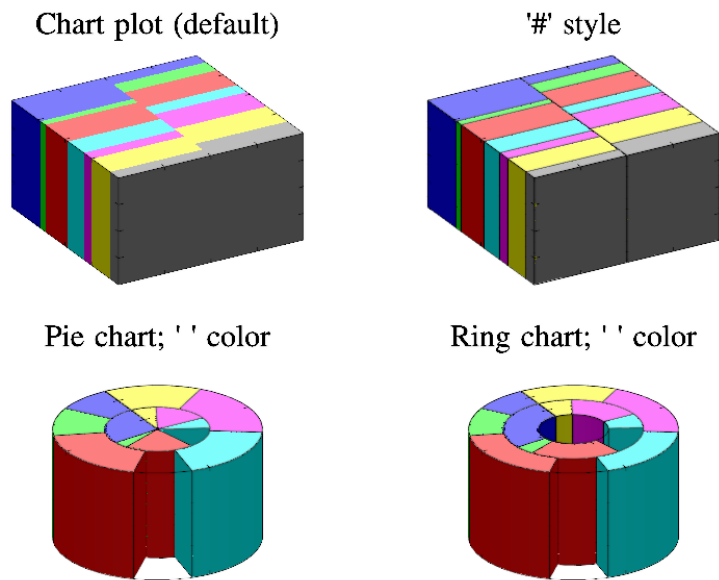 Chart plot (default)
'#' style
Pie chart; ' ' color
Ring chart; ' ' color